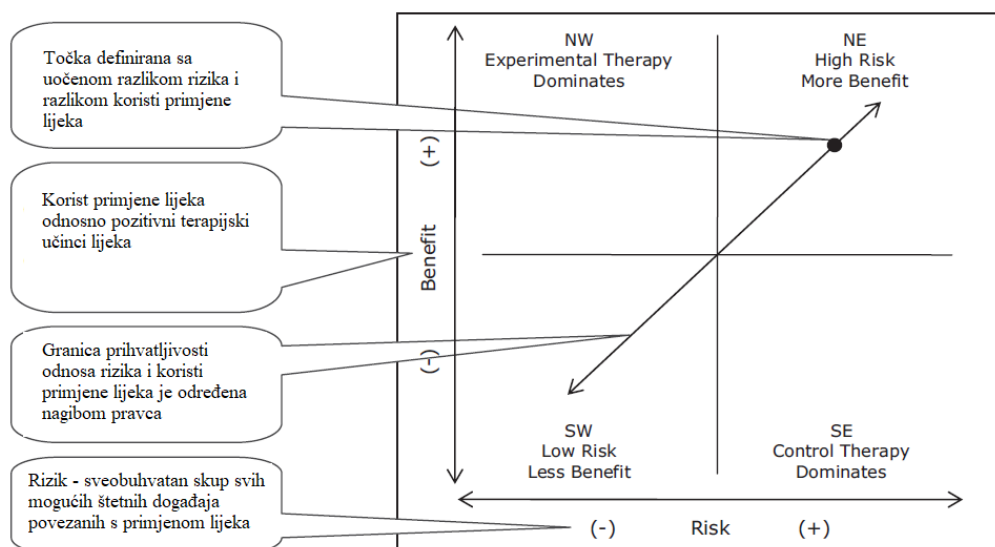 Točka definirana sa
uočenom razlikom rizika i
razlikom koristi primjene
lijeka
Korist primjene lijeka
odnosno pozitivni terapijski
učinci lijeka
Granica prihvatljivosti
odnosa rizika i koristi
primjene lijeka je određena
nagibom pravca
Rizik - sveobuhvatan skup svih
mogućih štetnih događaja
povezanih s primjenom lijeka
NW
Experimental Therapy
Dominates
NE
High Risk
More Benefit
(+)
Benefit
(-)
SW
Low Risk
Less Benefit
SE
Control Therapy
Dominates
(-) Risk (+)